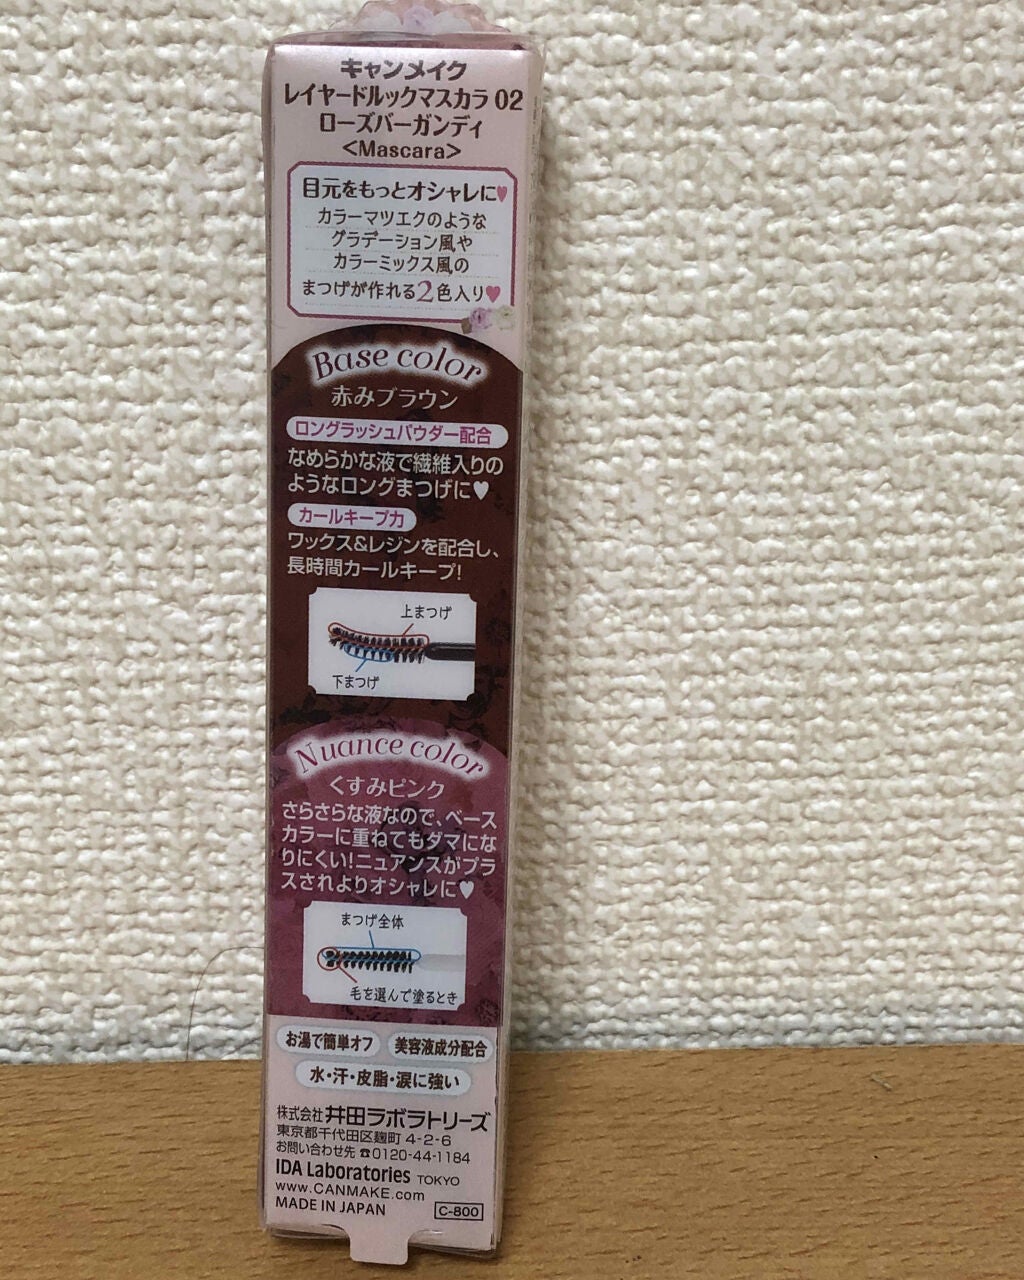 キャンメイク
レイヤードルックマスカラ 02
ローズバーガンディ
<Mascara>
目元をもっとオシャレに♥
カラーマツエクのような
グラデーション風や
カラーミックス風の
まつげが作れる2色入り♥
Base color
赤みブラウン
ロングラッシュパウダー配合
なめらかな液で繊維入りの
ようなロングまつげに♥
カールキープ力
ワックス&レジンを配合し、
長時間カールキープ!
上まつげ
下まつげ
Nuance color
くすみピンク
さらさらな液なので、ベース
カラーに重ねてもダマにな
りにくい!ニュアンスがプラ
スされよりオシャレに♥
まつげ全体
毛を選んで塗るとき
お湯で簡単オフ 美容液成分配合
水・汗・皮脂・涙に強い
株式会社 井田ラボラトリーズ
東京都千代田区麹町 4-2-6
お問い合わせ先 ☎0120-44-1184
IDA Laboratories TOKYO
www.CANMAKE.com
MADE IN JAPAN C-800